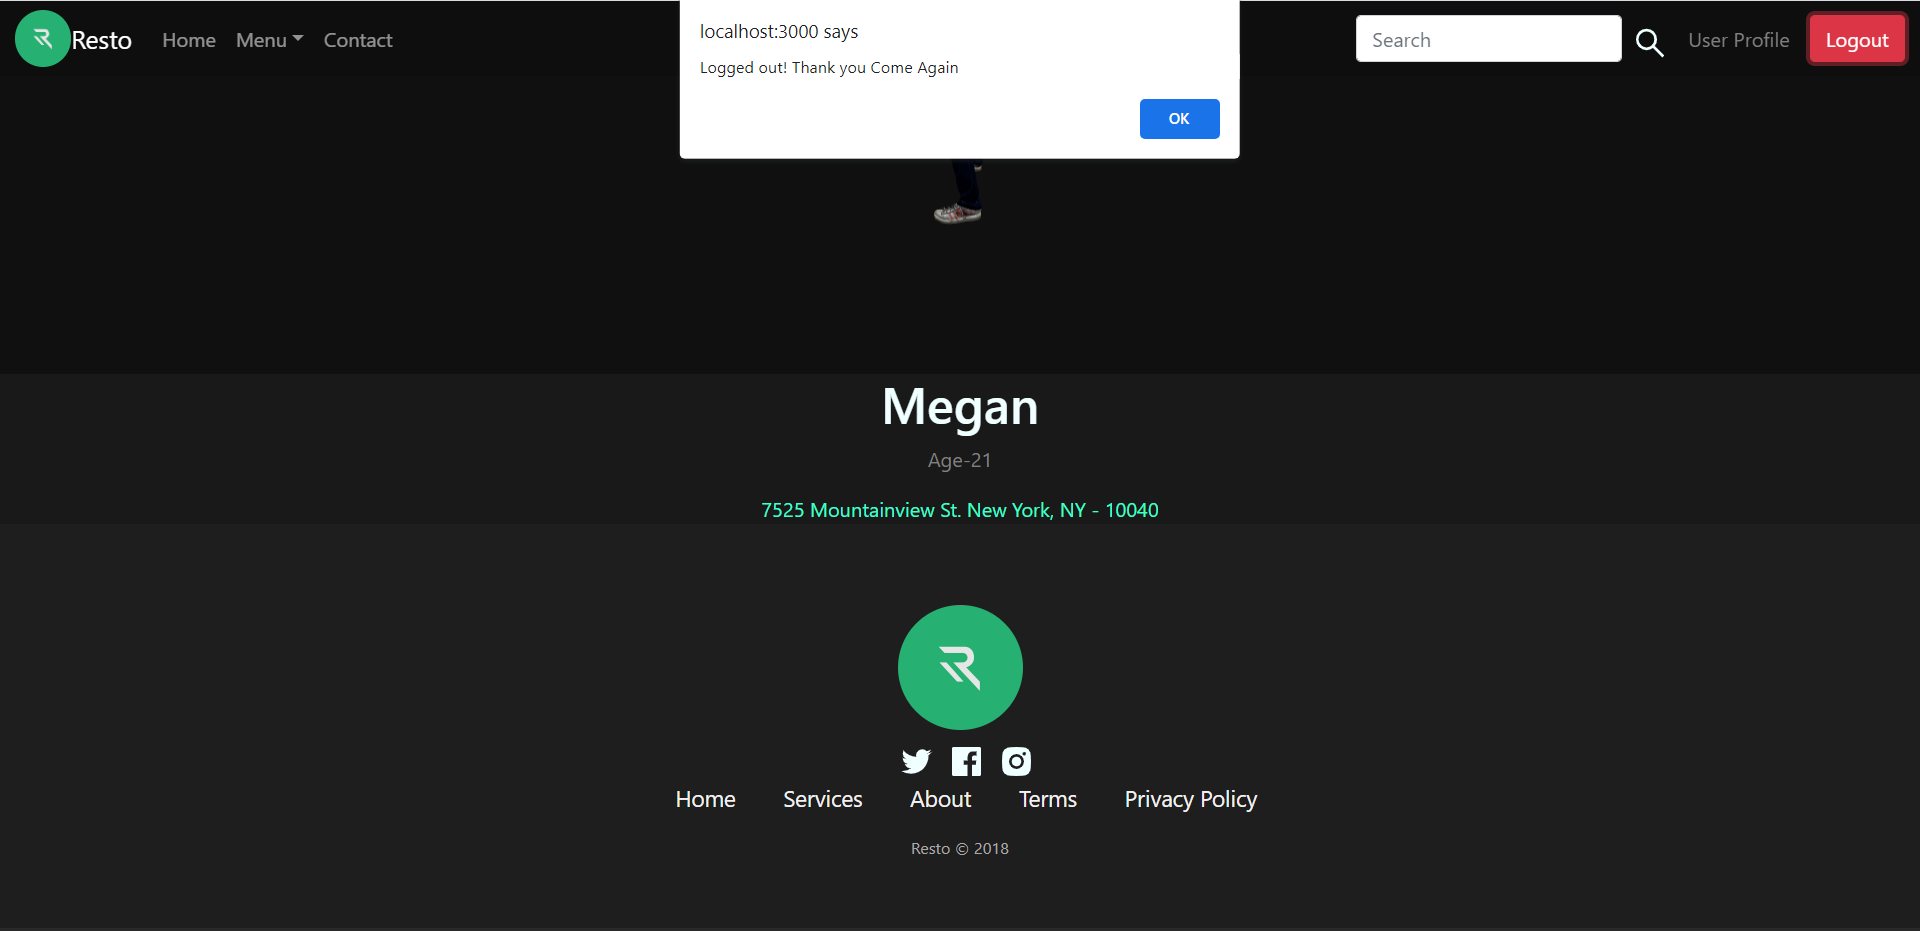 Resto
Home
Menu
Contact
localhost:3000 says
Logged out! Thank you Come Again
OK
Search
User Profile
Logout
Megan
Age-21
7525 Mountainview St. New York, NY - 10040
Home
Services
About
Terms
Privacy Policy
Resto © 2018